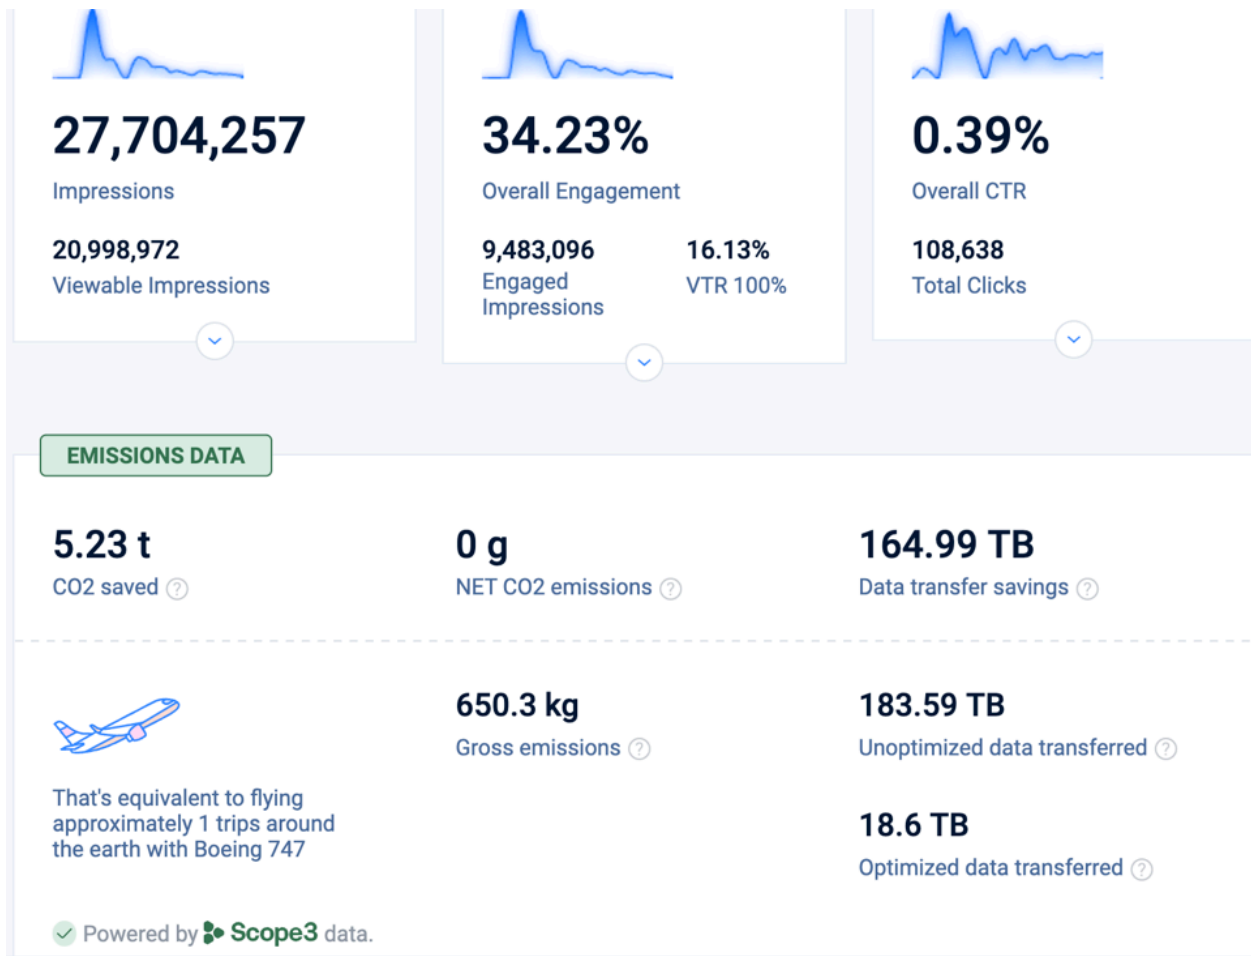 27,704,257
Impressions
20,998,972
Viewable Impressions
34.23%
Overall Engagement
9,483,096
Engaged
Impressions
16.13%
VTR 100%
0.39%
Overall CTR
108,638
Total Clicks
EMISSIONS DATA
5.23 t
CO2 saved ?
0 g
NET CO2 emissions ?
164.99 TB
Data transfer savings ?
That's equivalent to flying
approximately 1 trips around
the earth with Boeing 747
650.3 kg
Gross emissions ?
183.59 TB
Unoptimized data transferred ?
18.6 TB
Optimized data transferred ?
Powered by Scope3 data.